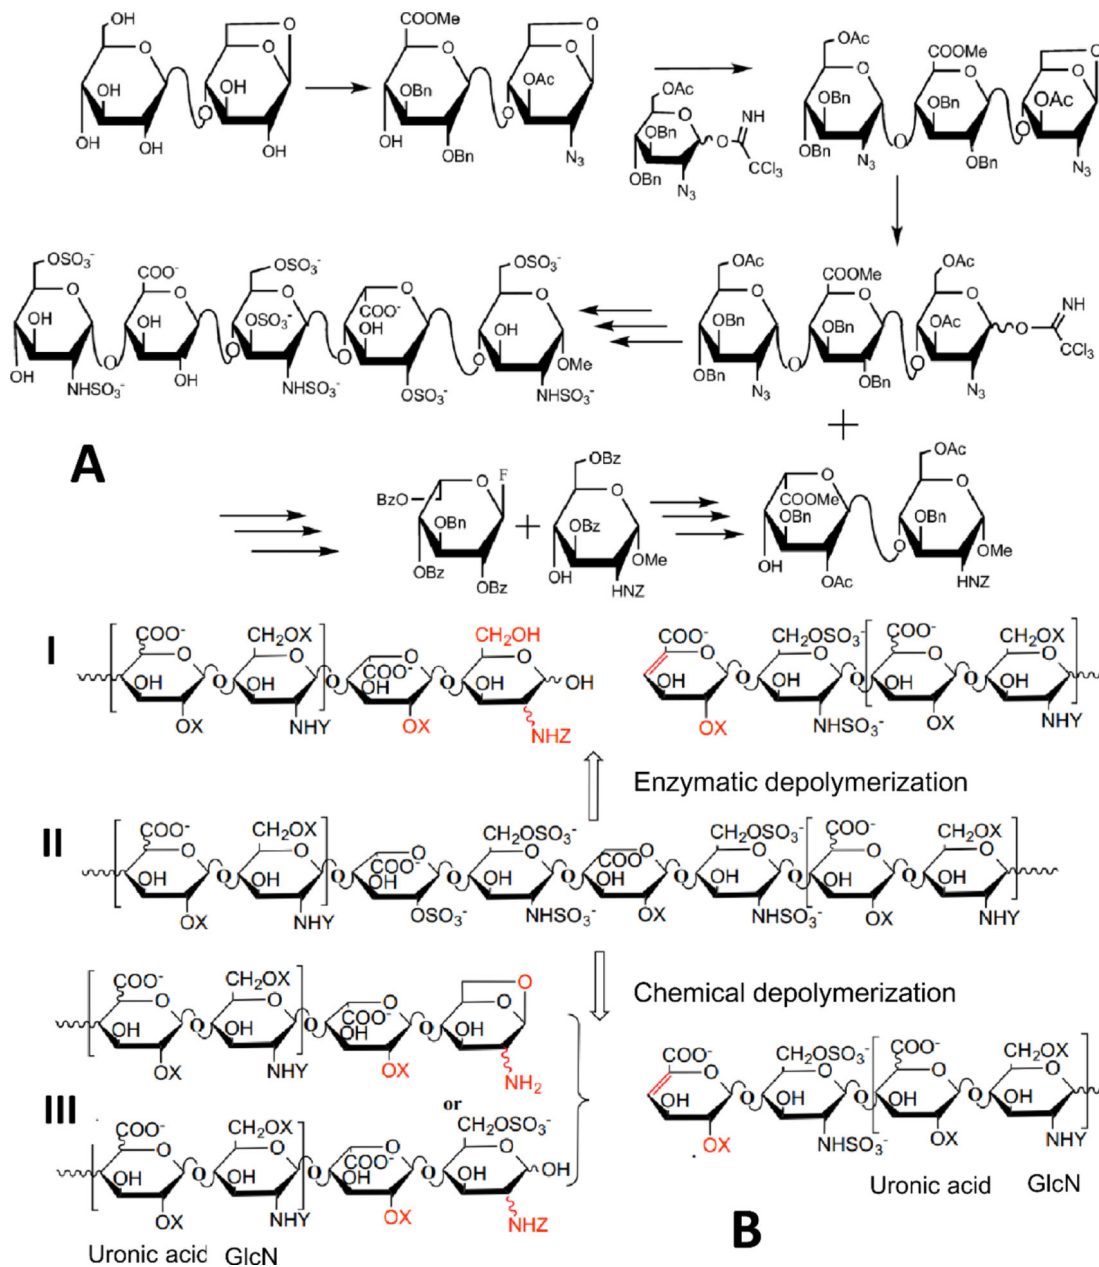 OH
O
O
OH
OH
O
OH
OH
OH
COOMe
O
O
OBn
OH
O
OAc
OBn
N3
OAc
O
OBn
OBn
N3
O
NH
CCl3
OAc
O
OBn
OBn
N3
O
COOMe
O
OBn
OBn
O
O
O
OAc
N3
OSO3-
O
OH
OH
NHSO3-
O
COO-
O
OH
OH
O
OSO3-
O
OSO3-
NHSO3-
O
O
COO-
OH
OSO3-
O
OSO3-
O
OH
OMe
NHSO3-
OAc
O
OBn
OBn
N3
O
COOMe
O
OBn
OBn
O
OAc
O
OAc
N3
O
NH
CCl3
+
A
BzO
O
F
OBn
OBz
OBz
+
OBz
O
OBz
OH
OMe
HNZ
O
COOMe
OBn
OH
OAc
O
OAc
O
OBn
OMe
HNZ
I
COO-
O
OH
OX
O
CH2OX
O
OH
NHY
O
O
COO-
OH
OX
O
CH2OH
O
OH
OH
NHZ
COO-
O
OH
OX
O
CH2OSO3-
O
OH
NHSO3-
O
COO-
O
OH
OX
O
CH2OX
O
OH
NHY
Enzymatic depolymerization
II
COO-
O
OH
OX
O
CH2OX
O
OH
NHY
O
O
COO-
OH
OSO3-
O
CH2OSO3-
O
OH
NHSO3-
O
O
COO-
OH
OX
O
CH2OSO3-
O
OH
NHSO3-
O
COO-
O
OH
OX
O
CH2OX
O
OH
NHY
Chemical depolymerization
COO-
O
OH
OX
O
CH2OX
O
OH
NHY
O
O
COO-
OH
OX
O
O
O
OH
NH2
III
or
COO-
O
OH
OX
O
CH2OX
O
OH
NHY
O
O
COO-
OH
OX
O
CH2OSO3-
O
OH
OH
NHZ
Uronic acid
GlcN
COO-
O
OH
OX
O
CH2OSO3-
O
OH
NHSO3-
O
COO-
O
OH
OX
O
CH2OX
O
OH
NHY
Uronic acid
GlcN
B